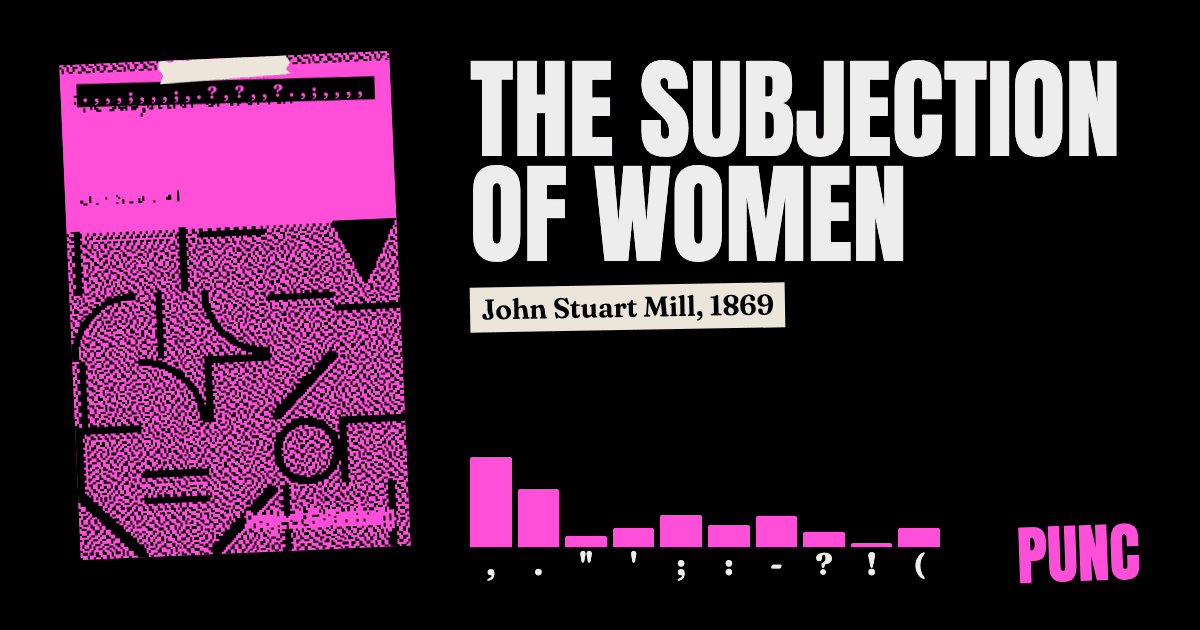 . , , , ; , , , ; , . ? , ? , , ? . , ; , , , ,
THE SUBJECTION
OF WOMEN
John Stuart Mill, 1869
, . " ' ; : - ? ! (
PUNC